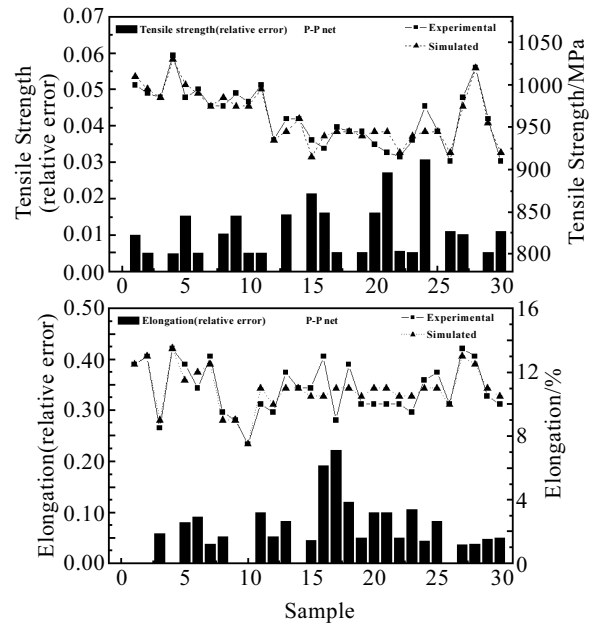 Tensile strength(relative error) P-P net Experimental
Simulated
Tensile Strength
(relative error)
0.07
0.06
0.05
0.04
0.03
0.02
0.01
0.00
1050
1000
950
900
850
800
Tensile Strength/MPa
0 5 10 15 20 25 30
Elongation(relative error) P-P net Experimental
Simulated
Elongation(relative error)
0.50
0.40
0.30
0.20
0.10
0.00
16
12
8
4
0
Elongation/%
0 5 10 15 20 25 30
Sample